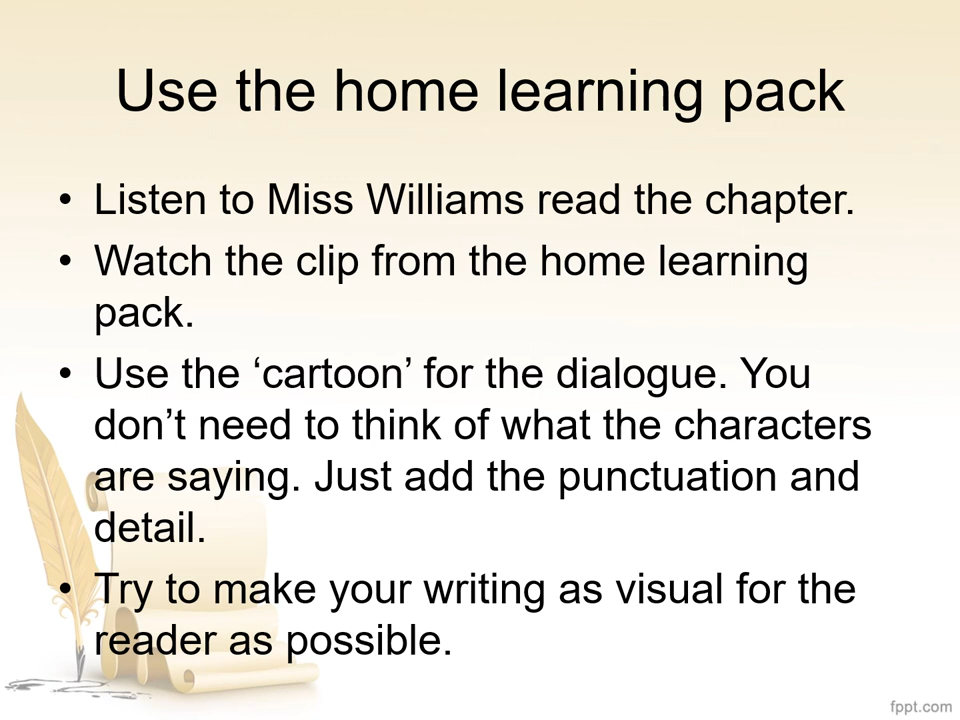 Use the home learning pack
• Listen to Miss Williams read the chapter.
• Watch the clip from the home learning
pack.
• Use the ‘cartoon’ for the dialogue. You
don’t need to think of what the characters
are saying. Just add the punctuation and
detail.
• Try to make your writing as visual for the
reader as possible.
fppt.com